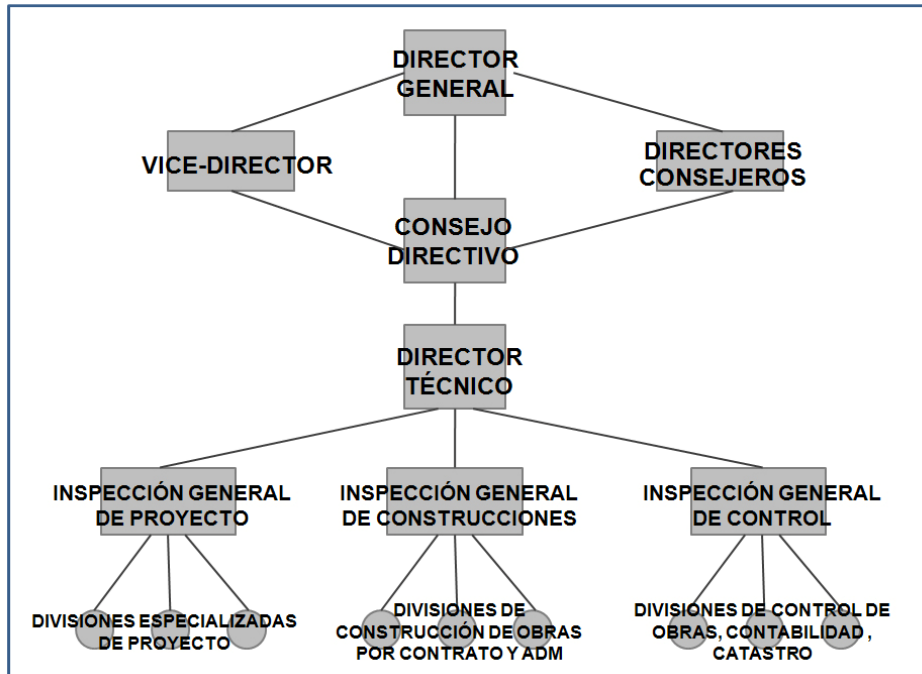 DIRECTOR
GENERAL
VICE-DIRECTOR
DIRECTORES
CONSEJEROS
CONSEJO
DIRECTIVO
DIRECTOR
TÉCNICO
INSPECCIÓN GENERAL
DE PROYECTO
INSPECCIÓN GENERAL
DE CONSTRUCCIONES
INSPECCIÓN GENERAL
DE CONTROL
DIVISIONES ESPECIALIZADAS
DE PROYECTO
DIVISIONES DE
CONSTRUCCIÓN DE OBRAS
POR CONTRATO Y ADM
DIVISIONES DE CONTROL DE
OBRAS, CONTABILIDAD ,
CATASTRO